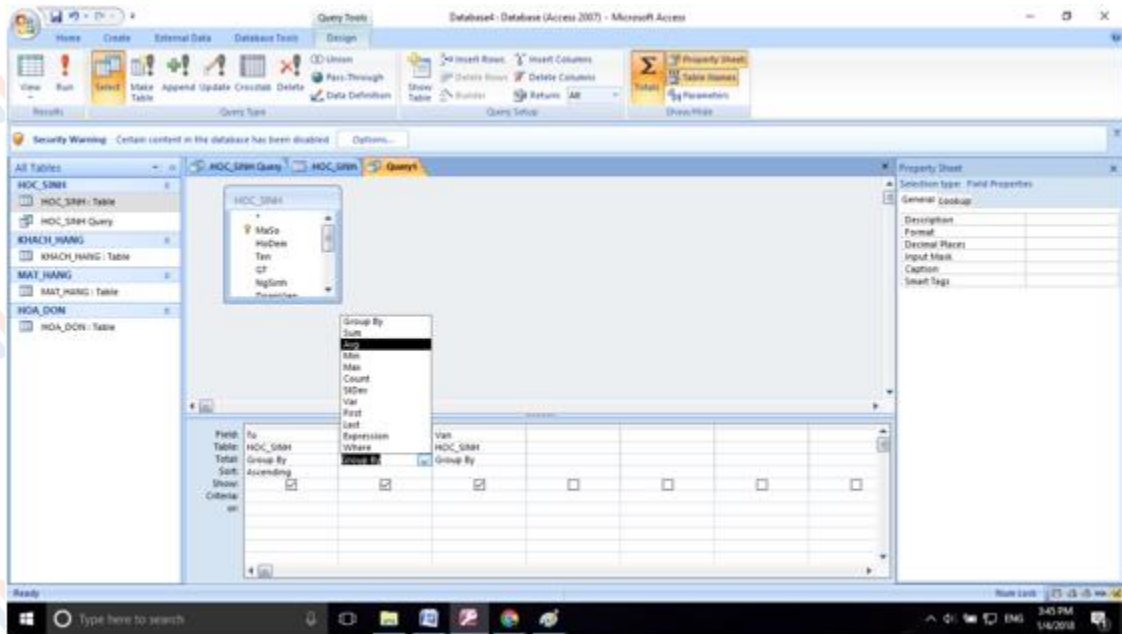 Query Tools
Database4 : Database (Access 2007) - Microsoft Access
Home Create External Data Database Tools Design
View Run Select Make Table Append Update Crosstab Delete
Union
Pass-Through
Data Definition
Show Table
Insert Rows
Delete Rows
Builder
Insert Columns
Delete Columns
Return: All
Totals
Property Sheet
Table Names
Parameters
Results Query Type Query Setup Show/Hide
Security Warning Certain content in the database has been disabled Options...
All Tables
HOC_SINH
HOC_SINH : Table
HOC_SINH Query
KHACH_HANG
KHACH_HANG : Table
MAT_HANG
MAT_HANG : Table
HOA_DON
HOA_DON : Table
HOC_SINH Query HOC_SINH Query1
HOC_SINH
*
MaSo
HoDem
Ten
GT
NgSinh
Group By
Sum
Avg
Min
Max
Count
StDev
Var
First
Last
Expression
Where
Field: To Van
Table: HOC_SINH HOC_SINH
Total: Group By Group By Group By
Sort: Ascending
Show:
Criteria:
or:
Property Sheet
Selection type: Field Properties
General Lookup
Description
Format
Decimal Places
Input Mask
Caption
Smart Tags
Ready
Num Lock
Type here to search
ENG
3:45 PM
1/4/2018